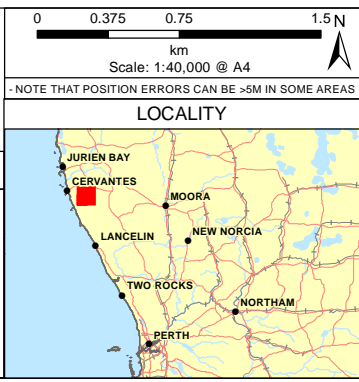 0 0.375 0.75 1.5 N
km
Scale: 1:40,000 @ A4
- NOTE THAT POSITION ERRORS CAN BE >5M IN SOME AREAS
LOCALITY
JURIEN BAY
CERVANTES
MOORA
LANCELIN
NEW NORCIA
TWO ROCKS
NORTHAM
PERTH